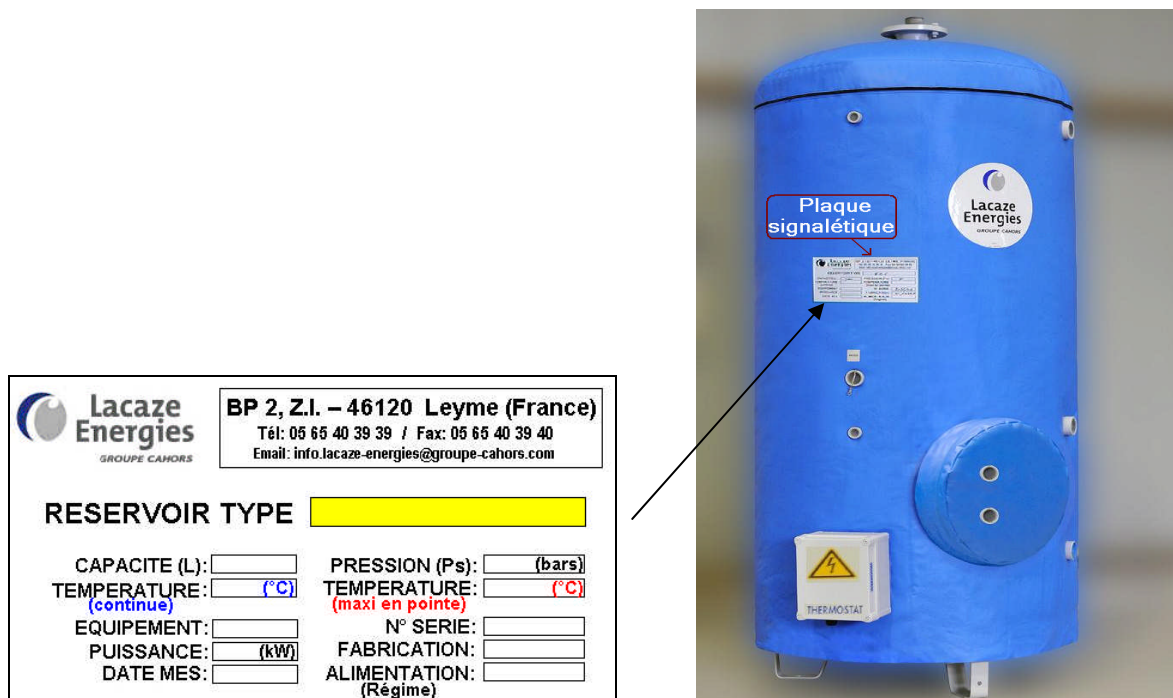 Plaque
signalétique
Lacaze
Energies
GROUPE CAHORS
Lacaze
Energies
GROUPE CAHORS
BP 2, Z.I. – 46120 Leyme (France)
Tél: 05 65 40 39 39 / Fax: 05 65 40 39 40
Email: info.lacaze-energies@groupe-cahors.com
RESERVOIR TYPE
CAPACITE (L):
PRESSION (Ps): (bars)
TEMPERATURE: (°C)
(continue)
TEMPERATURE: (°C)
(maxi en pointe)
EQUIPEMENT:
N° SERIE:
PUISSANCE: (kW)
FABRICATION:
DATE MES:
ALIMENTATION:
(Régime)
THERMOSTAT